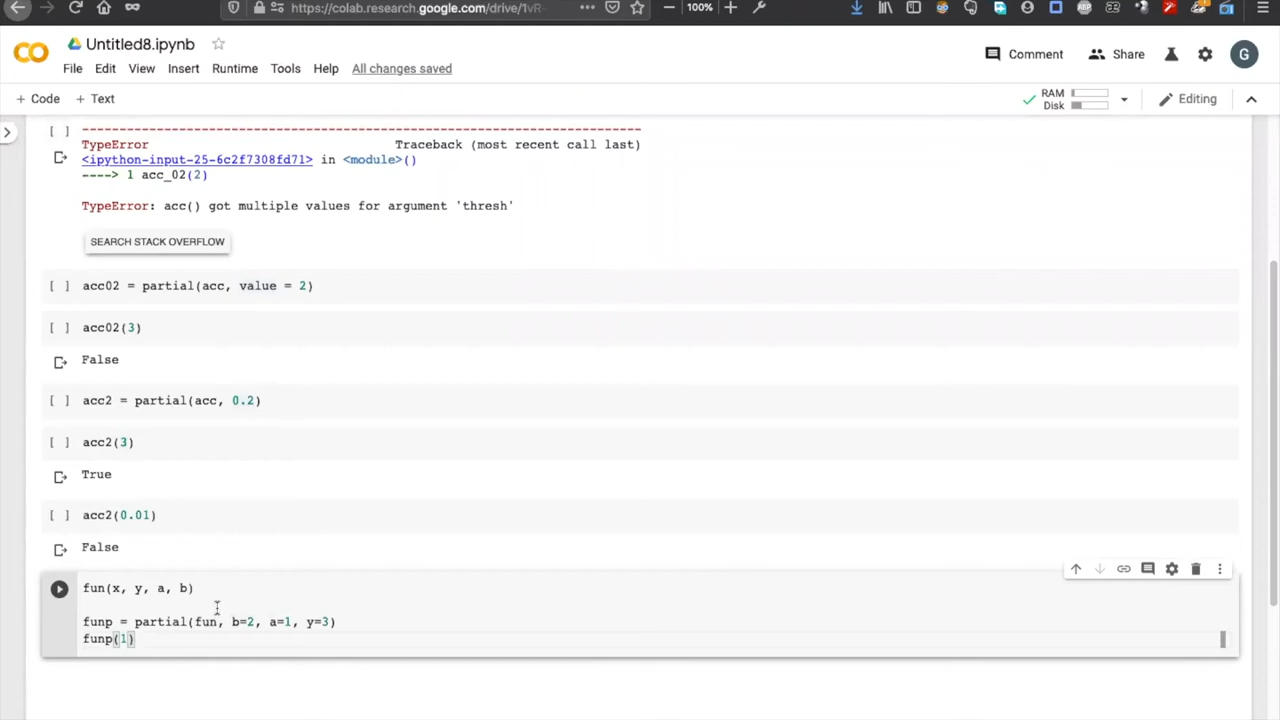 https://colab.research.google.com/drive/1vR-
100%
Untitled8.ipynb
Comment
Share
G
File Edit View Insert Runtime Tools Help All changes saved
+ Code + Text
RAM
Disk
Editing
[ ] ---------------------------------------------------------------------------
TypeError Traceback (most recent call last)
<ipython-input-25-6c2f7308fd71> in <module>()
----> 1 acc_02(2)
TypeError: acc() got multiple values for argument 'thresh'
SEARCH STACK OVERFLOW
[ ] acc02 = partial(acc, value = 2)
[ ] acc02(3)
False
[ ] acc2 = partial(acc, 0.2)
[ ] acc2(3)
True
[ ] acc2(0.01)
False
fun(x, y, a, b)
funp = partial(fun, b=2, a=1, y=3)
funp(1)